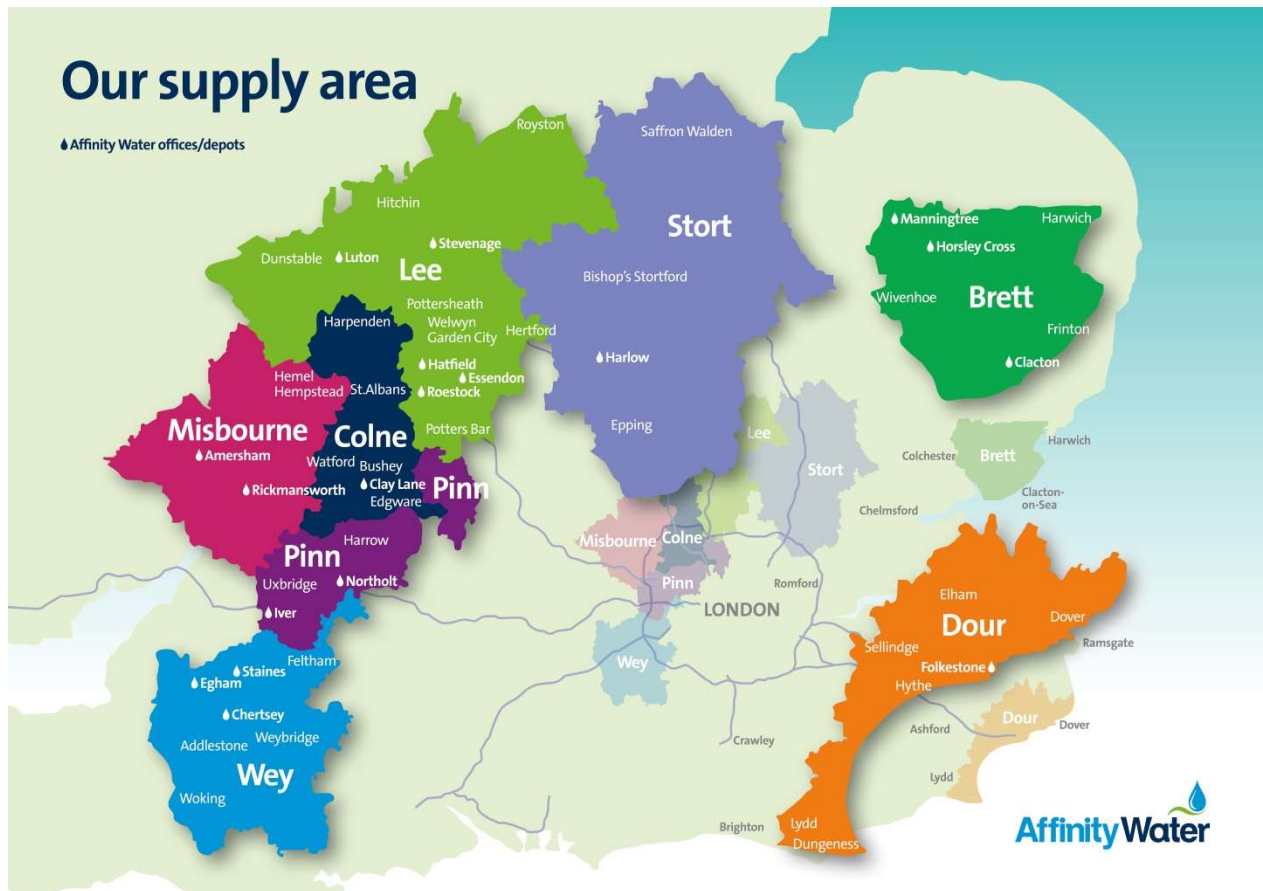 Our supply area
Affinity Water offices/depots
Royston
Hitchin
Stevenage
Dunstable
Luton
Lee
Pottersheath
Welwyn
Garden City
Hertford
Hatfield
Essendon
Roestock
Potters Bar
Saffron Walden
Stort
Bishop's Stortford
Harlow
Epping
Manningtree
Harwich
Horsley Cross
Wivenhoe
Brett
Frinton
Clacton
Harpenden
St.Albans
Colne
Watford
Bushey
Clay Lane
Edgware
Hemel
Hempstead
Misbourne
Amersham
Rickmansworth
Pinn
Pinn
Harrow
Uxbridge
Northolt
Iver
Feltham
Staines
Egham
Chertsey
Weybridge
Addlestone
Wey
Woking
Lee
Stort
Misbourne
Colne
Pinn
Wey
LONDON
Romford
Chelmsford
Colchester
Brett
Harwich
Clacton-
on-Sea
Crawley
Brighton
Elham
Dour
Dover
Ramsgate
Sellindge
Folkestone
Hythe
Lydd
Dungeness
Ashford
Dour
Dover
Lydd
Affinity Water